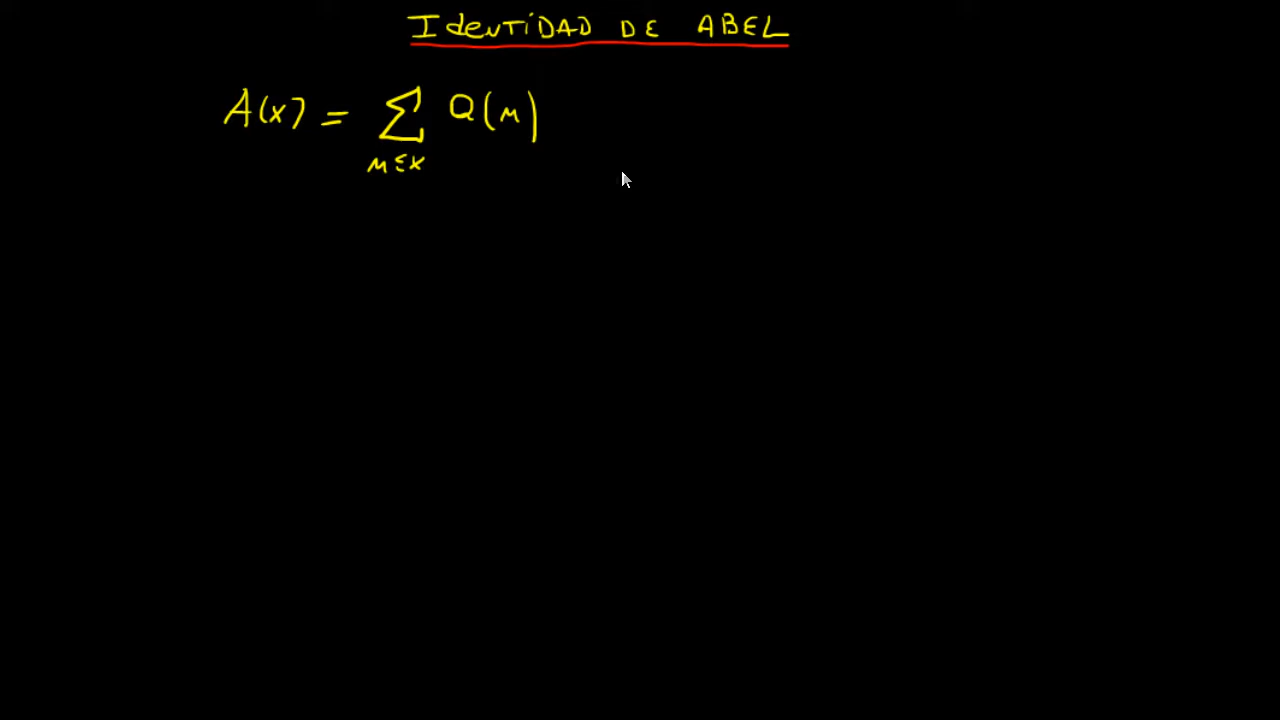 IdenTiDAD DE ABEL
A(x) = ∑ a(n)
n≤x